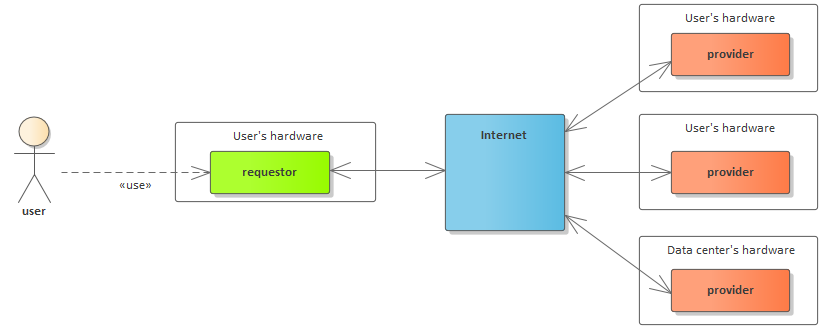 User's hardware
provider
User's hardware
requestor
Internet
User's hardware
provider
«use»
user
Data center's hardware
provider